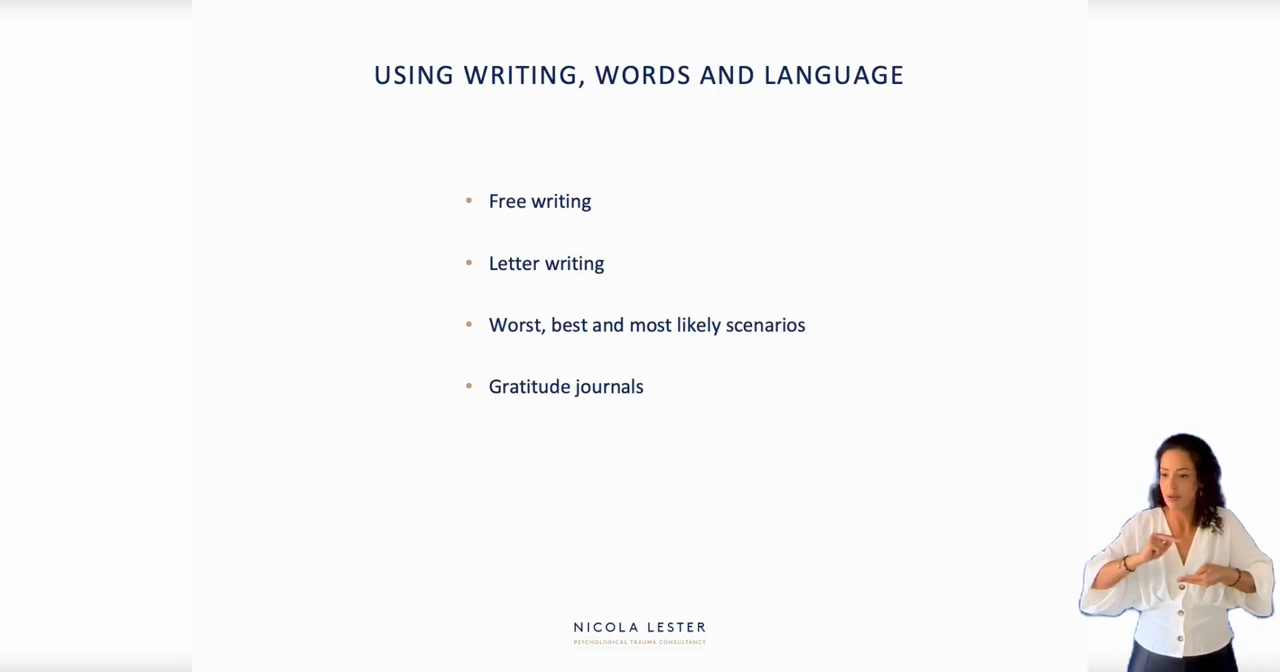 USING WRITING, WORDS AND LANGUAGE
• Free writing
• Letter writing
• Worst, best and most likely scenarios
• Gratitude journals
NICOLA LESTER
PSYCHOLOGICAL TRAUMA CONSULTANCY